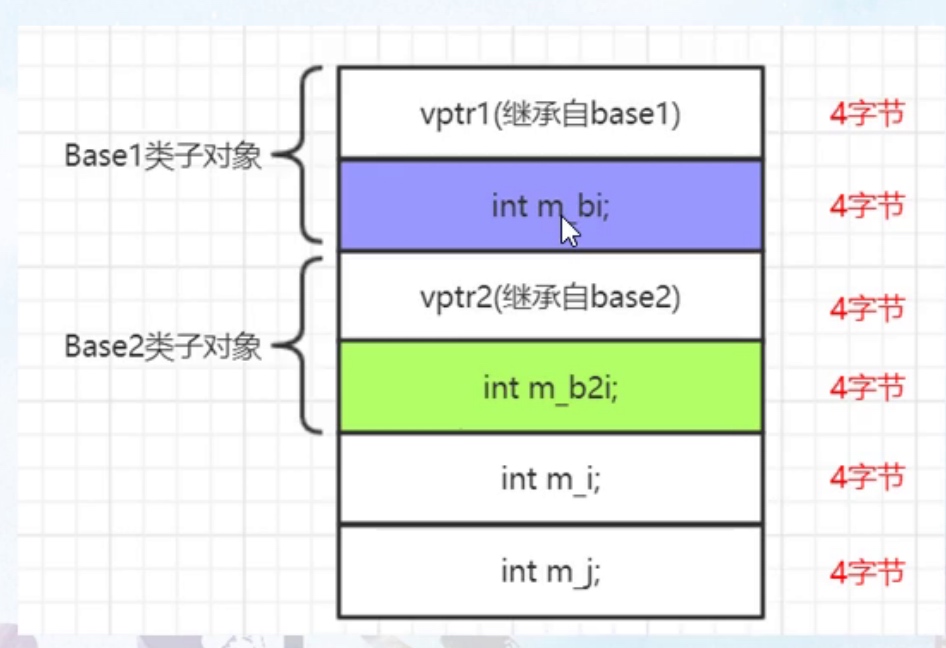 vptr1(继承自base1)
4字节
Base1类子对象
int m_bi;
4字节
vptr2(继承自base2)
4字节
Base2类子对象
int m_b2i;
4字节
int m_i;
4字节
int m_j;
4字节